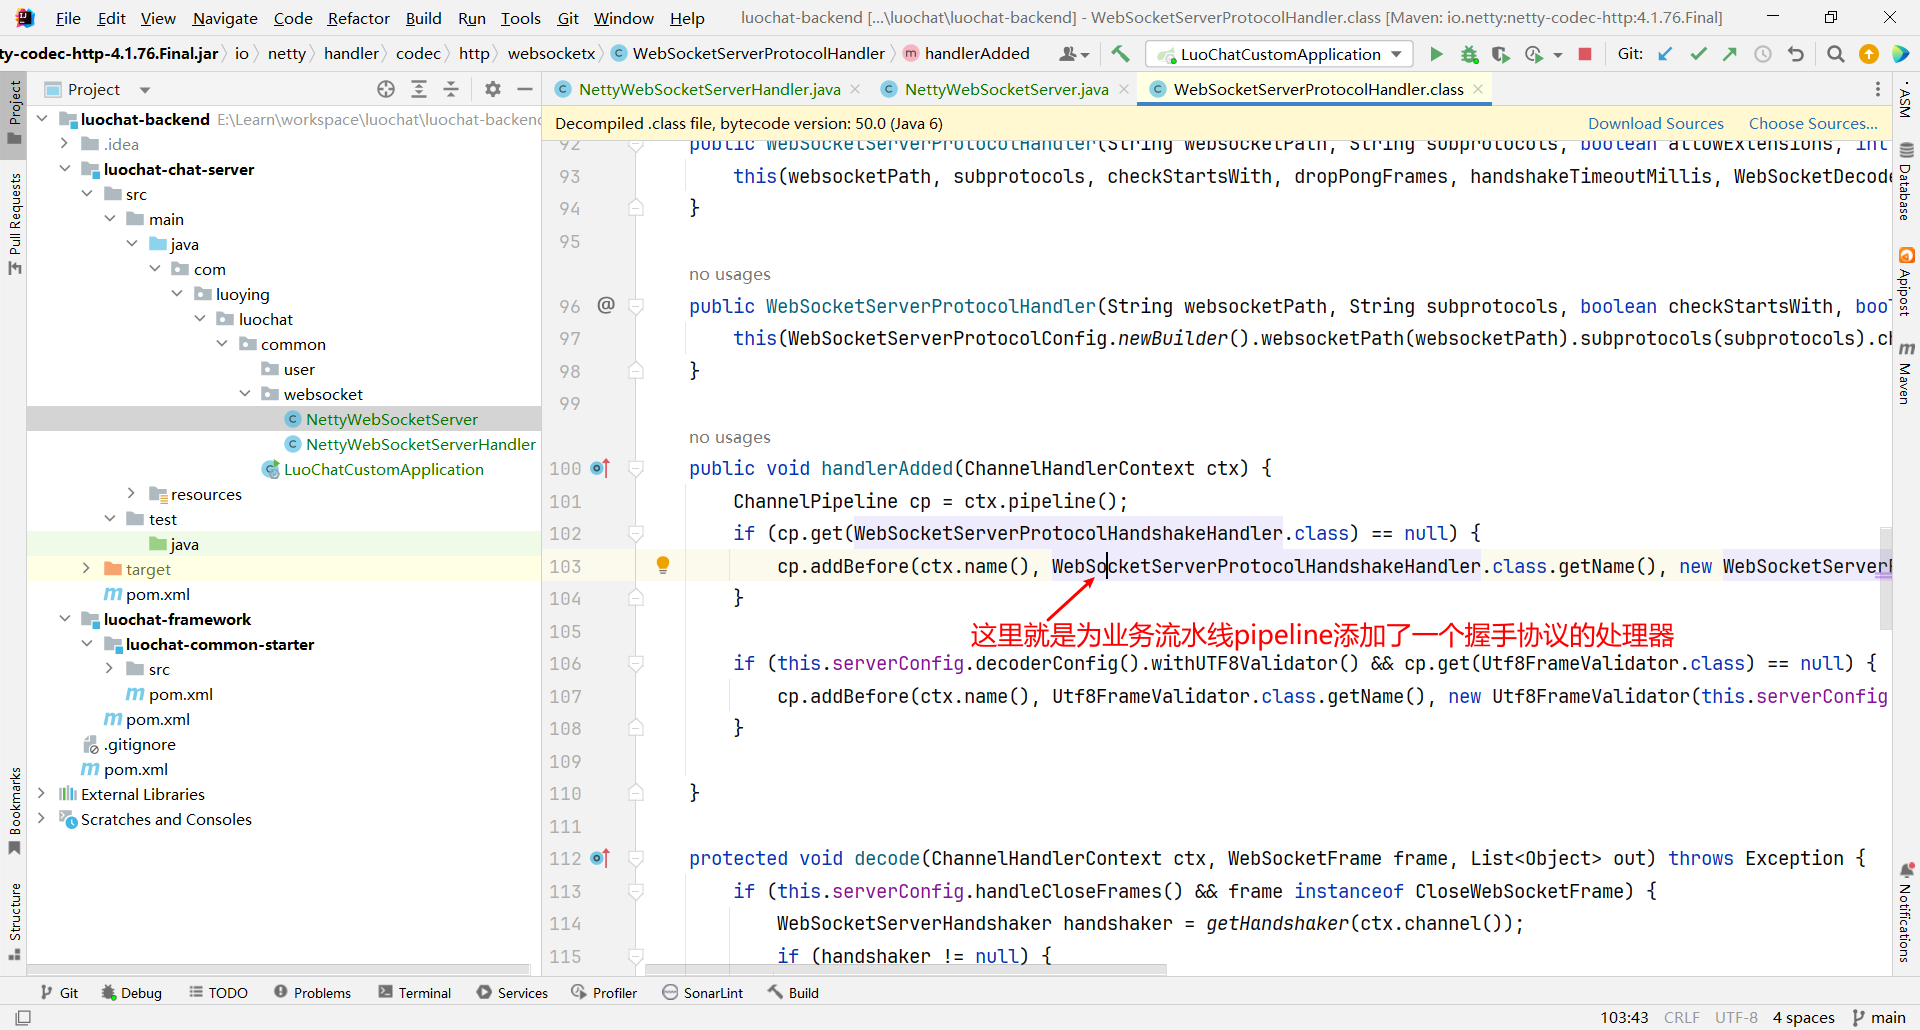 File Edit View Navigate Code Refactor Build Run Tools Git Window Help luochat-backend [...\luochat\luochat-backend] - WebSocketServerProtocolHandler.class [Maven: io.netty:netty-codec-http:4.1.76.Final]
ty-codec-http-4.1.76.Final.jar io netty handler codec http websocketx WebSocketServerProtocolHandler handlerAdded LuoChatCustomApplication Git:
Project
NettyWebSocketServerHandler.java NettyWebSocketServer.java WebSocketServerProtocolHandler.class
Decompiled .class file, bytecode version: 50.0 (Java 6) Download Sources Choose Sources...
luochat-backend E:\Learn\workspace\luochat\luochat-backend
.idea
luochat-chat-server
src
main
java
com
luoying
luochat
common
user
websocket
NettyWebSocketServer
NettyWebSocketServerHandler
LuoChatCustomApplication
resources
test
java
target
pom.xml
luochat-framework
luochat-common-starter
src
pom.xml
pom.xml
.gitignore
pom.xml
External Libraries
Scratches and Consoles
92 public WebSocketServerProtocolHandler(String websocketPath, String subprotocols, boolean allowExtensions, int
93 this(websocketPath, subprotocols, checkStartsWith, dropPongFrames, handshakeTimeoutMillis, WebSocketDecod
94 }
95
no usages
96 @ public WebSocketServerProtocolHandler(String websocketPath, String subprotocols, boolean checkStartsWith, boo
97 this(WebSocketServerProtocolConfig.newBuilder().websocketPath(websocketPath).subprotocols(subprotocols).c
98 }
99
no usages
100 public void handlerAdded(ChannelHandlerContext ctx) {
101 ChannelPipeline cp = ctx.pipeline();
102 if (cp.get(WebSocketServerProtocolHandshakeHandler.class) == null) {
103 cp.addBefore(ctx.name(), WebSocketServerProtocolHandshakeHandler.class.getName(), new WebSocketServer
104 }
105
这里就是为业务流水线pipeline添加了一个握手协议的处理器
106 if (this.serverConfig.decoderConfig().withUTF8Validator() && cp.get(Utf8FrameValidator.class) == null) {
107 cp.addBefore(ctx.name(), Utf8FrameValidator.class.getName(), new Utf8FrameValidator(this.serverConfig
108 }
109
110 }
111
112 protected void decode(ChannelHandlerContext ctx, WebSocketFrame frame, List<Object> out) throws Exception {
113 if (this.serverConfig.handleCloseFrames() && frame instanceof CloseWebSocketFrame) {
114 WebSocketServerHandshaker handshaker = getHandshaker(ctx.channel());
115 if (handshaker != null) {
Project
Pull Requests
Bookmarks
Structure
ASM
Database
Apipost
Maven
Notifications
Git Debug TODO Problems Terminal Services Profiler SonarLint Build
103:43 CRLF UTF-8 4 spaces main